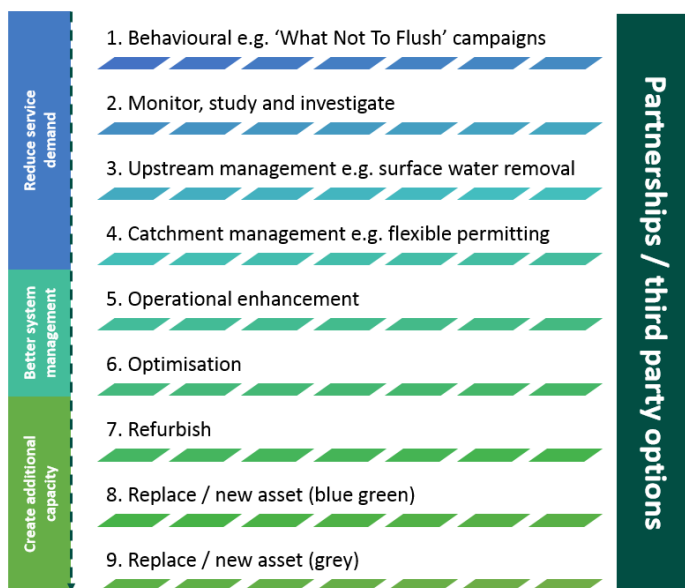 Reduce service
demand
1. Behavioural e.g. ‘What Not To Flush’ campaigns
2. Monitor, study and investigate
3. Upstream management e.g. surface water removal
4. Catchment management e.g. flexible permitting
Better system
management
5. Operational enhancement
6. Optimisation
Create additional
capacity
7. Refurbish
8. Replace / new asset (blue green)
9. Replace / new asset (grey)
Partnerships / third party options